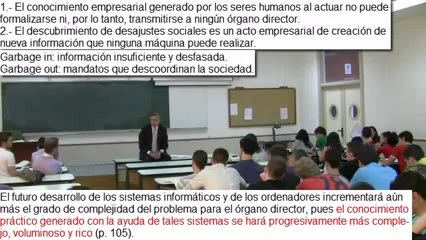 1.- El conocimiento empresarial generado por los seres humanos al actuar no puede
formalizarse ni, por lo tanto, transmitirse a ningún órgano director.
2.- El descubrimiento de desajustes sociales es un acto empresarial de creación de
nueva información que ninguna máquina puede realizar.
Garbage in: información insuficiente y desfasada.
Garbage out: mandatos que descoordinan la sociedad.
El futuro desarrollo de los sistemas informáticos y de los ordenadores incrementará aún
más el grado de complejidad del problema para el órgano director, pues el conocimiento
práctico generado con la ayuda de tales sistemas se hará progresivamente más comple-
jo, voluminoso y rico (p. 105).